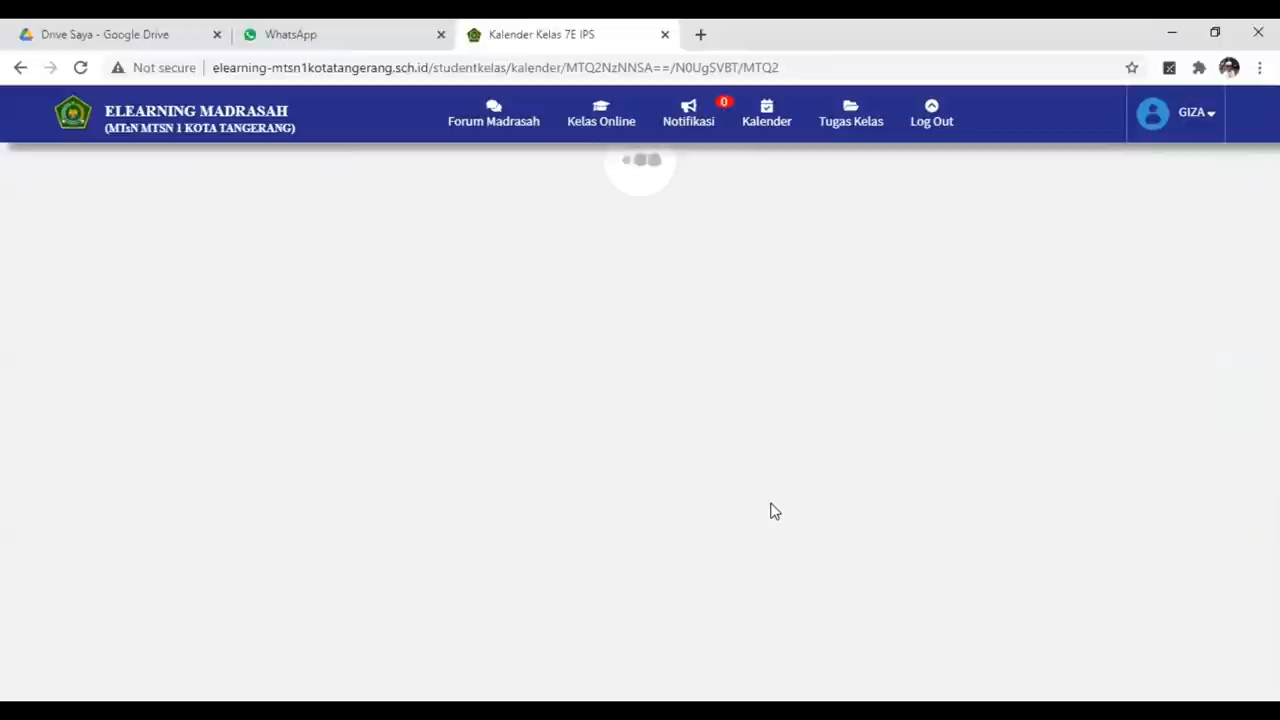 Drive Saya - Google Drive
WhatsApp
Kalender Kelas 7E IPS
Not secure
elearning-mtsn1kotatangerang.sch.id/studentkelas/kalender/MTQ2NzNNSA==/N0UgSVBT/MTQ2
ELEARNING MADRASAH
(MTsN MTSN 1 KOTA TANGERANG)
Forum Madrasah
Kelas Online
Notifikasi
0
Kalender
Tugas Kelas
Log Out
GIZA